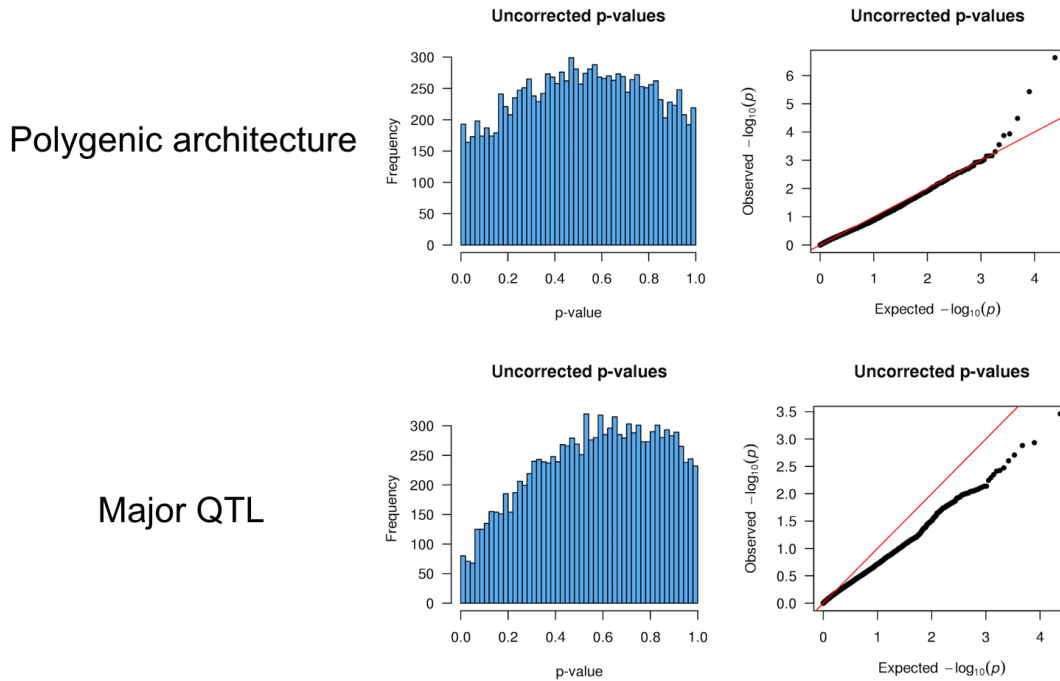 Polygenic architecture
Uncorrected p-values
Frequency
300
250
200
150
100
50
0
0.0 0.2 0.4 0.6 0.8 1.0
p-value
Uncorrected p-values
Observed −log₁₀(p)
6
5
4
3
2
1
0
0 1 2 3 4
Expected −log₁₀(p)
Major QTL
Uncorrected p-values
Frequency
300
250
200
150
100
50
0
0.0 0.2 0.4 0.6 0.8 1.0
p-value
Uncorrected p-values
Observed −log₁₀(p)
3.5
3.0
2.5
2.0
1.5
1.0
0.5
0.0
0 1 2 3 4
Expected −log₁₀(p)